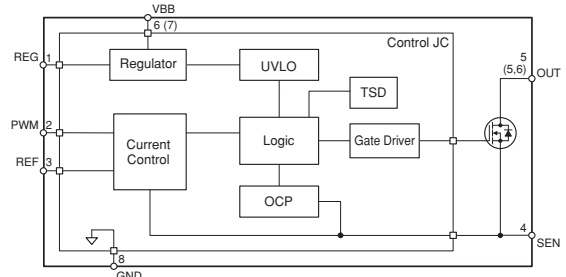 VBB
6 (7)
Control JC
REG
1
Regulator
UVLO
5
(5,6)
OUT
TSD
PWM
2
Current
Control
Logic
Gate Driver
REF
3
OCP
4
SEN
8
GND